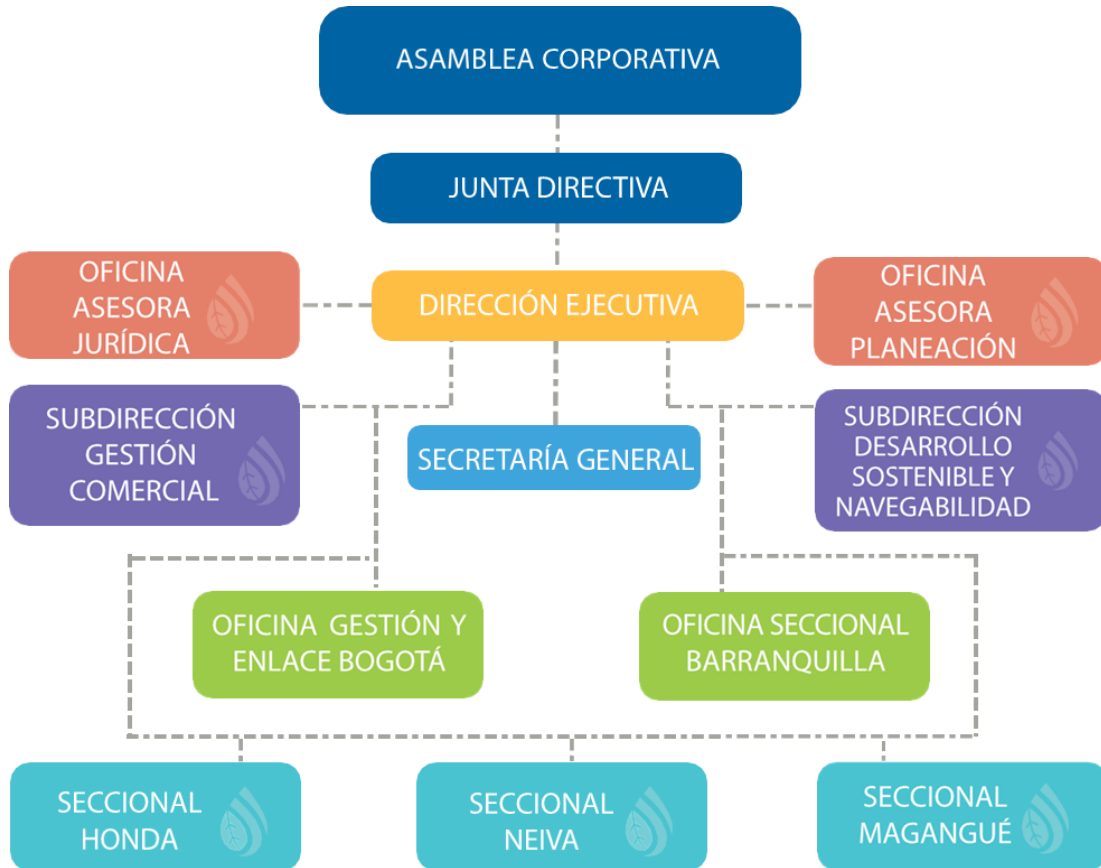 ASAMBLEA CORPORATIVA
JUNTA DIRECTIVA
OFICINA
ASESORA
JURÍDICA
DIRECCIÓN EJECUTIVA
OFICINA
ASESORA
PLANEACIÓN
SUBDIRECCIÓN
GESTIÓN
COMERCIAL
SECRETARÍA GENERAL
SUBDIRECCIÓN
DESARROLLO
SOSTENIBLE Y
NAVEGABILIDAD
OFICINA GESTIÓN Y
ENLACE BOGOTÁ
OFICINA SECCIONAL
BARRANQUILLA
SECCIONAL
HONDA
SECCIONAL
NEIVA
SECCIONAL
MAGANGUÉ